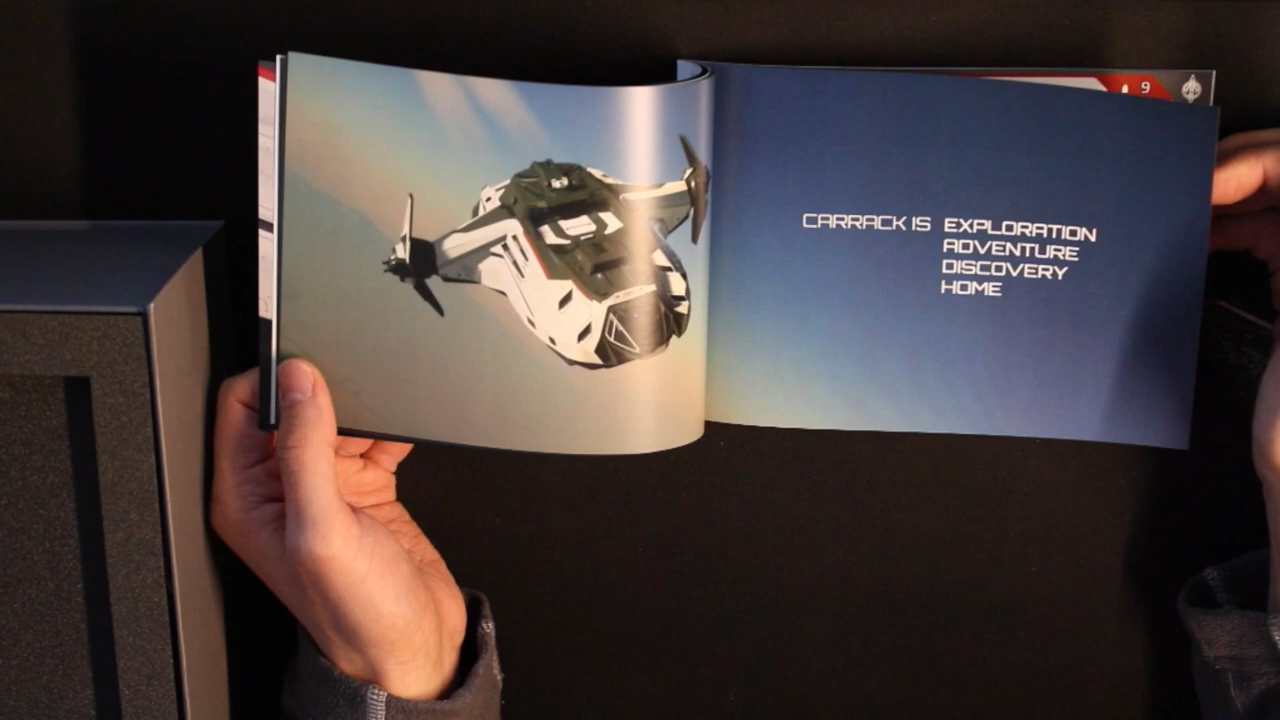 9
CARRACK IS EXPLORATION
ADVENTURE
DISCOVERY
HOME